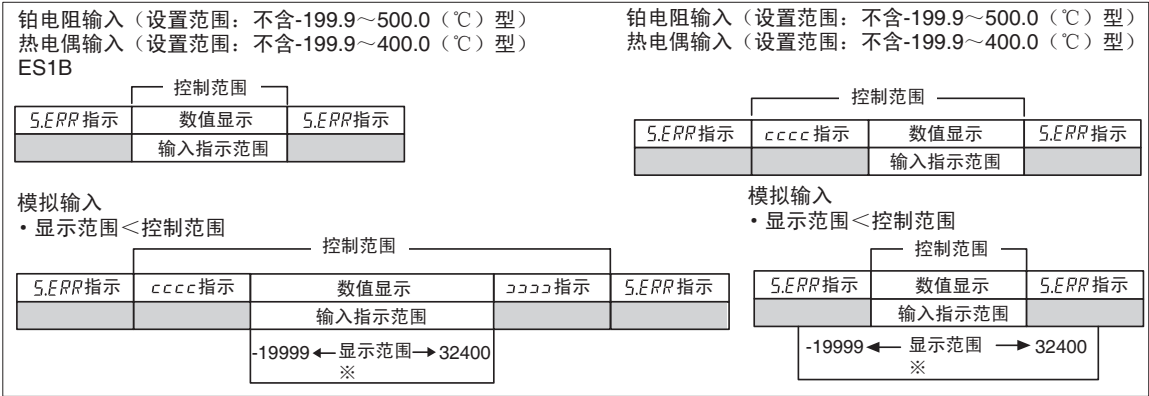 铂电阻输入（设置范围：不含-199.9～500.0（℃）型）
热电偶输入（设置范围：不含-199.9～400.0（℃）型）
ES1B
控制范围
S.ERR指示 数值显示 S.ERR指示
输入指示范围
铂电阻输入（设置范围：不含-199.9～500.0（℃）型）
热电偶输入（设置范围：不含-199.9～400.0（℃）型）
控制范围
S.ERR指示 cccc指示 数值显示 S.ERR指示
输入指示范围
模拟输入
・显示范围＜控制范围
控制范围
S.ERR指示 cccc指示 数值显示 ככככ指示 S.ERR指示
输入指示范围
-19999←显示范围→32400
※
模拟输入
・显示范围＜控制范围
控制范围
S.ERR指示 数值显示 S.ERR指示
输入指示范围
-19999← 显示范围 →32400
※